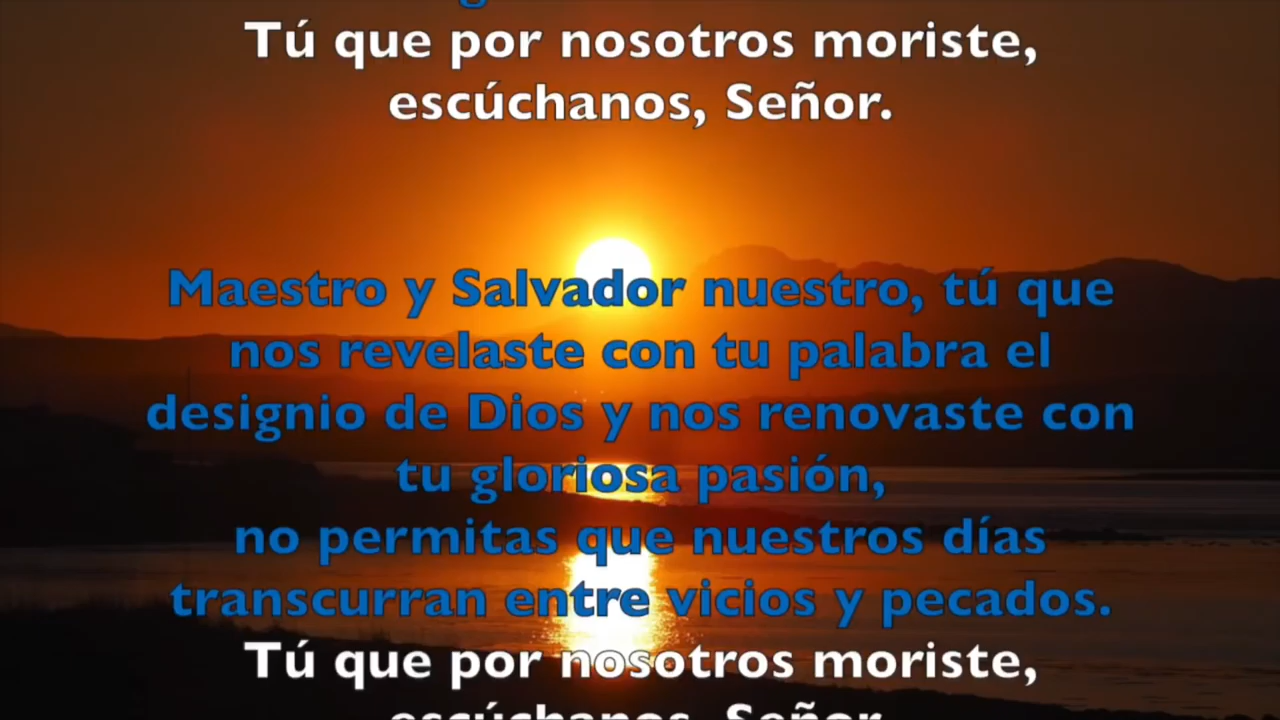 Tú que por nosotros moriste,
escúchanos, Señor.
Maestro y Salvador nuestro, tú que
nos revelaste con tu palabra el
designio de Dios y nos renovaste con
tu gloriosa pasión,
no permitas que nuestros días
transcurran entre vicios y pecados.
Tú que por nosotros moriste,
escúchanos, Señor.